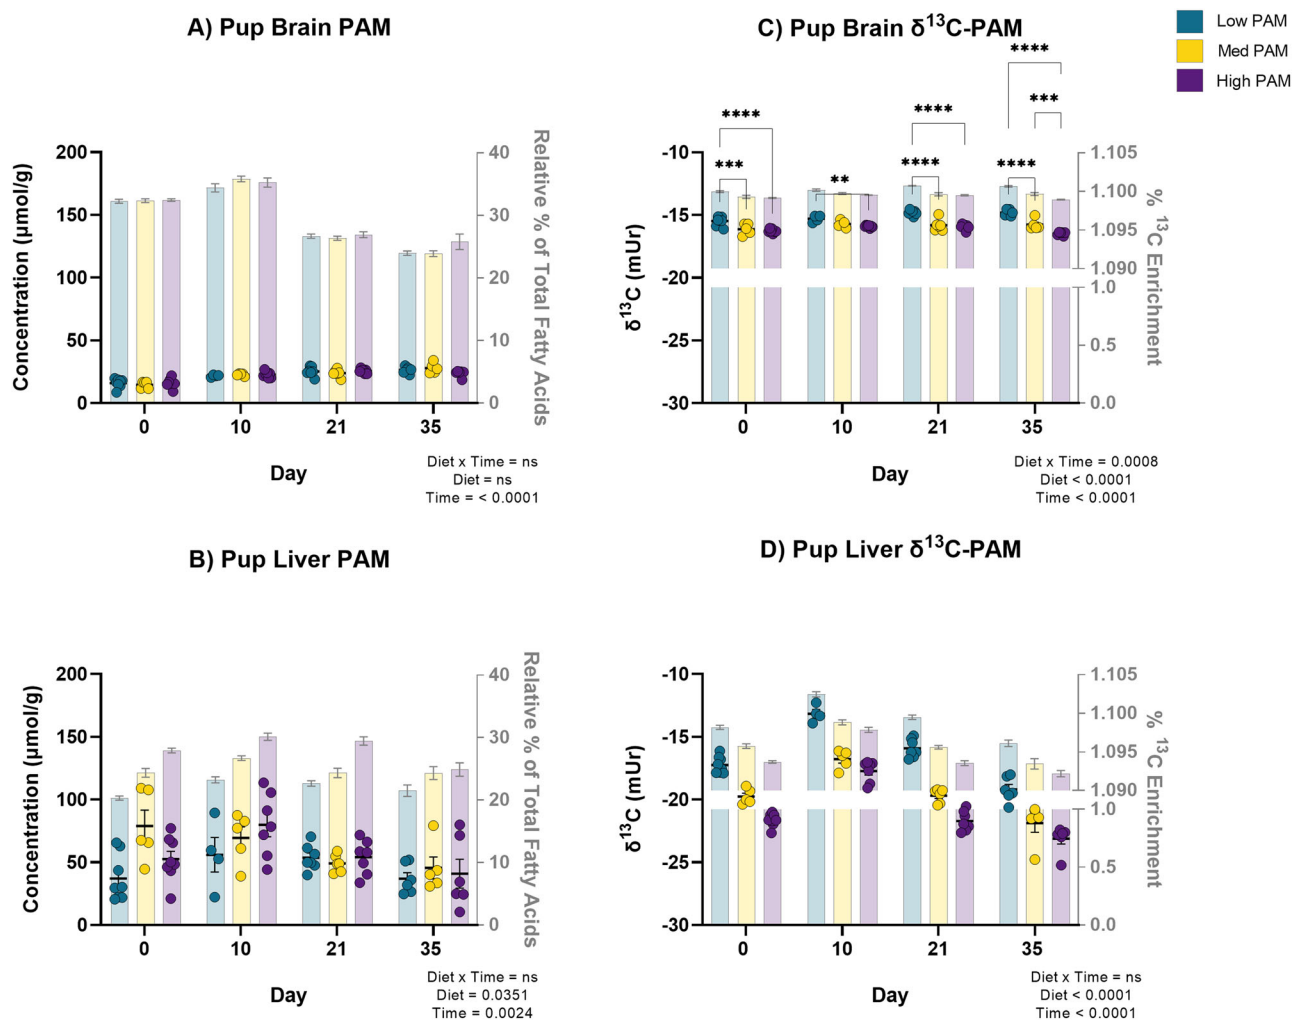 A) Pup Brain PAM
Concentration (µmol/g)
200
150
100
50
0
40
30
20
10
0
Relative % of Total Fatty Acids
0
10
21
35
Day
Diet x Time = ns
Diet = ns
Time = < 0.0001
C) Pup Brain δ¹³C-PAM
Low PAM
Med PAM
High PAM
δ¹³C (mUr)
-10
-15
-20
-25
-30
****
***
**
****
****
****
***
****
1.105
1.100
1.095
1.090
1.0
0.5
0.0
% ¹³C Enrichment
0
10
21
35
Day
Diet x Time = 0.0008
Diet < 0.0001
Time < 0.0001
B) Pup Liver PAM
Concentration (µmol/g)
200
150
100
50
0
40
30
20
10
0
Relative % of Total Fatty Acids
0
10
21
35
Day
Diet x Time = ns
Diet = 0.0351
Time = 0.0024
D) Pup Liver δ¹³C-PAM
δ¹³C (mUr)
-10
-15
-20
-25
-30
1.105
1.100
1.095
1.090
1.0
0.5
0.0
% ¹³C Enrichment
0
10
21
35
Day
Diet x Time = ns
Diet < 0.0001
Time < 0.0001